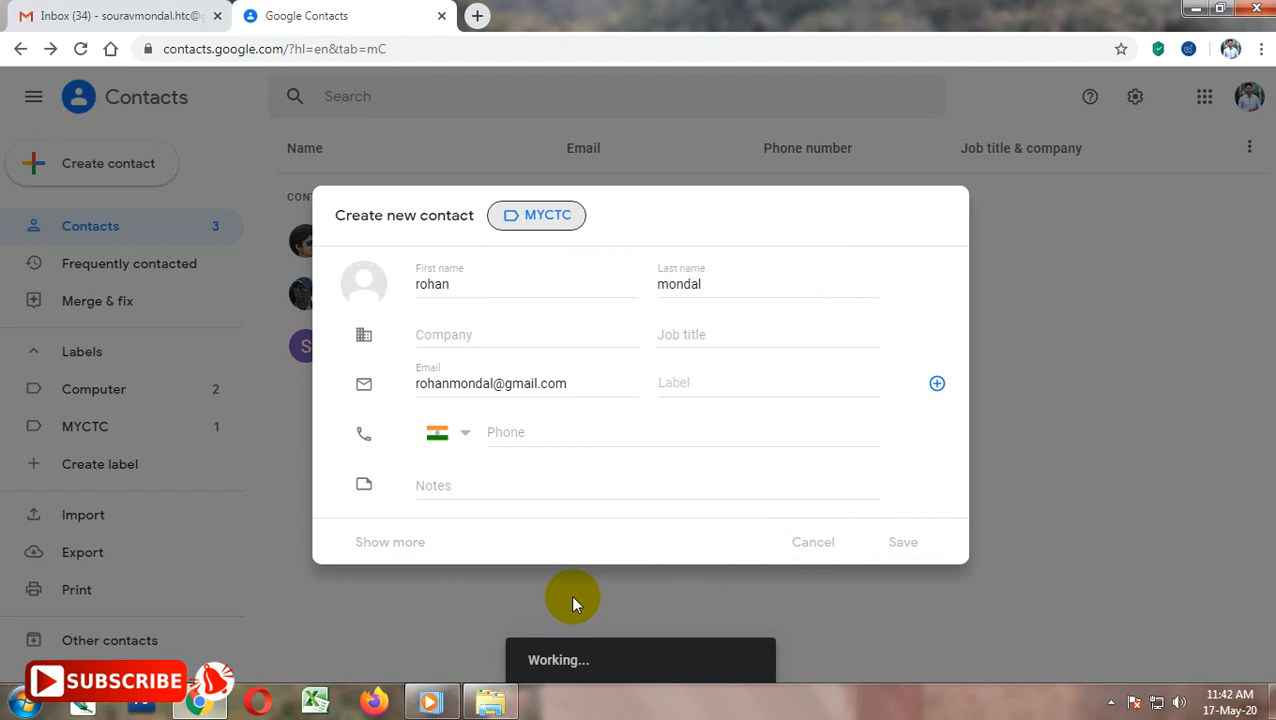 Inbox (34) - souravmondal.htc@g
Google Contacts
contacts.google.com/?hl=en&tab=mC
Contacts
Search
Create contact
Name
Email
Phone number
Job title & company
CONT
Contacts 3
Frequently contacted
Merge & fix
Labels
Computer 2
MYCTC 1
Create label
Import
Export
Print
Other contacts
S
Create new contact
MYCTC
First name
rohan
Last name
mondal
Company
Job title
Email
rohanmondal@gmail.com
Label
Phone
Notes
Show more
Cancel
Save
Working...
SUBSCRIBE
11:42 AM
17-May-20